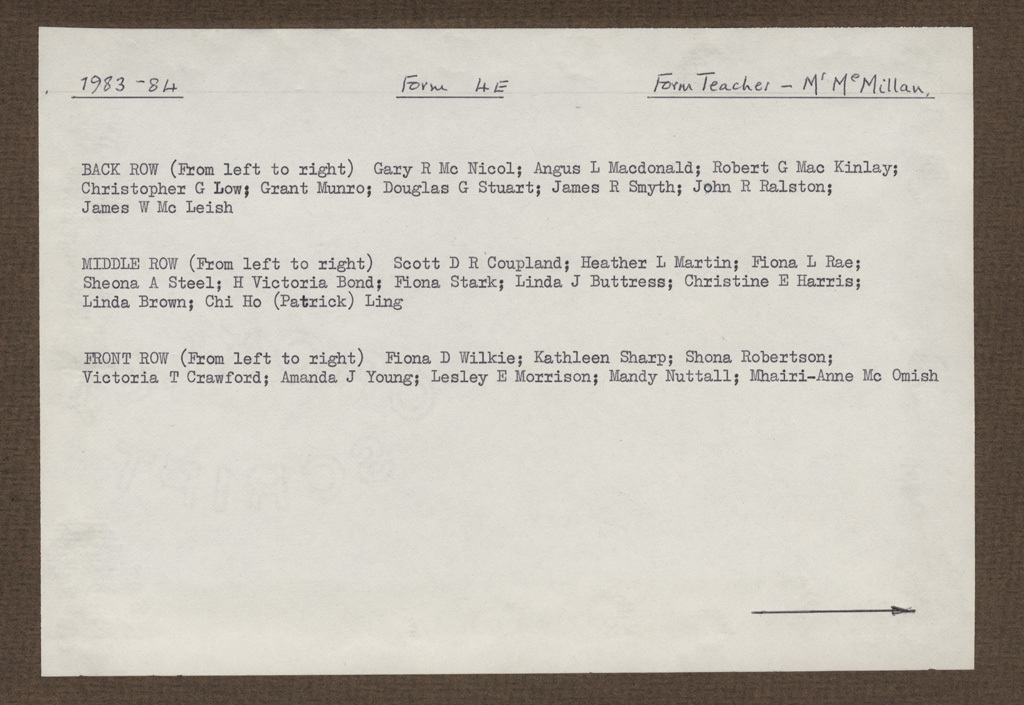 1983-84 Form 4E Form Teacher - Mr McMillan.
BACK ROW (From left to right) Gary R Mc Nicol; Angus L Macdonald; Robert G Mac Kinlay;
Christopher G Low; Grant Munro; Douglas G Stuart; James R Smyth; John R Ralston;
James W Mc Leish
MIDDLE ROW (From left to right) Scott D R Coupland; Heather L Martin; Fiona L Rae;
Sheona A Steel; H Victoria Bond; Fiona Stark; Linda J Buttress; Christine E Harris;
Linda Brown; Chi Ho (Patrick) Ling
FRONT ROW (From left to right) Fiona D Wilkie; Kathleen Sharp; Shona Robertson;
Victoria T Crawford; Amanda J Young; Lesley E Morrison; Mandy Nuttall; Mhairi-Anne Mc Omish